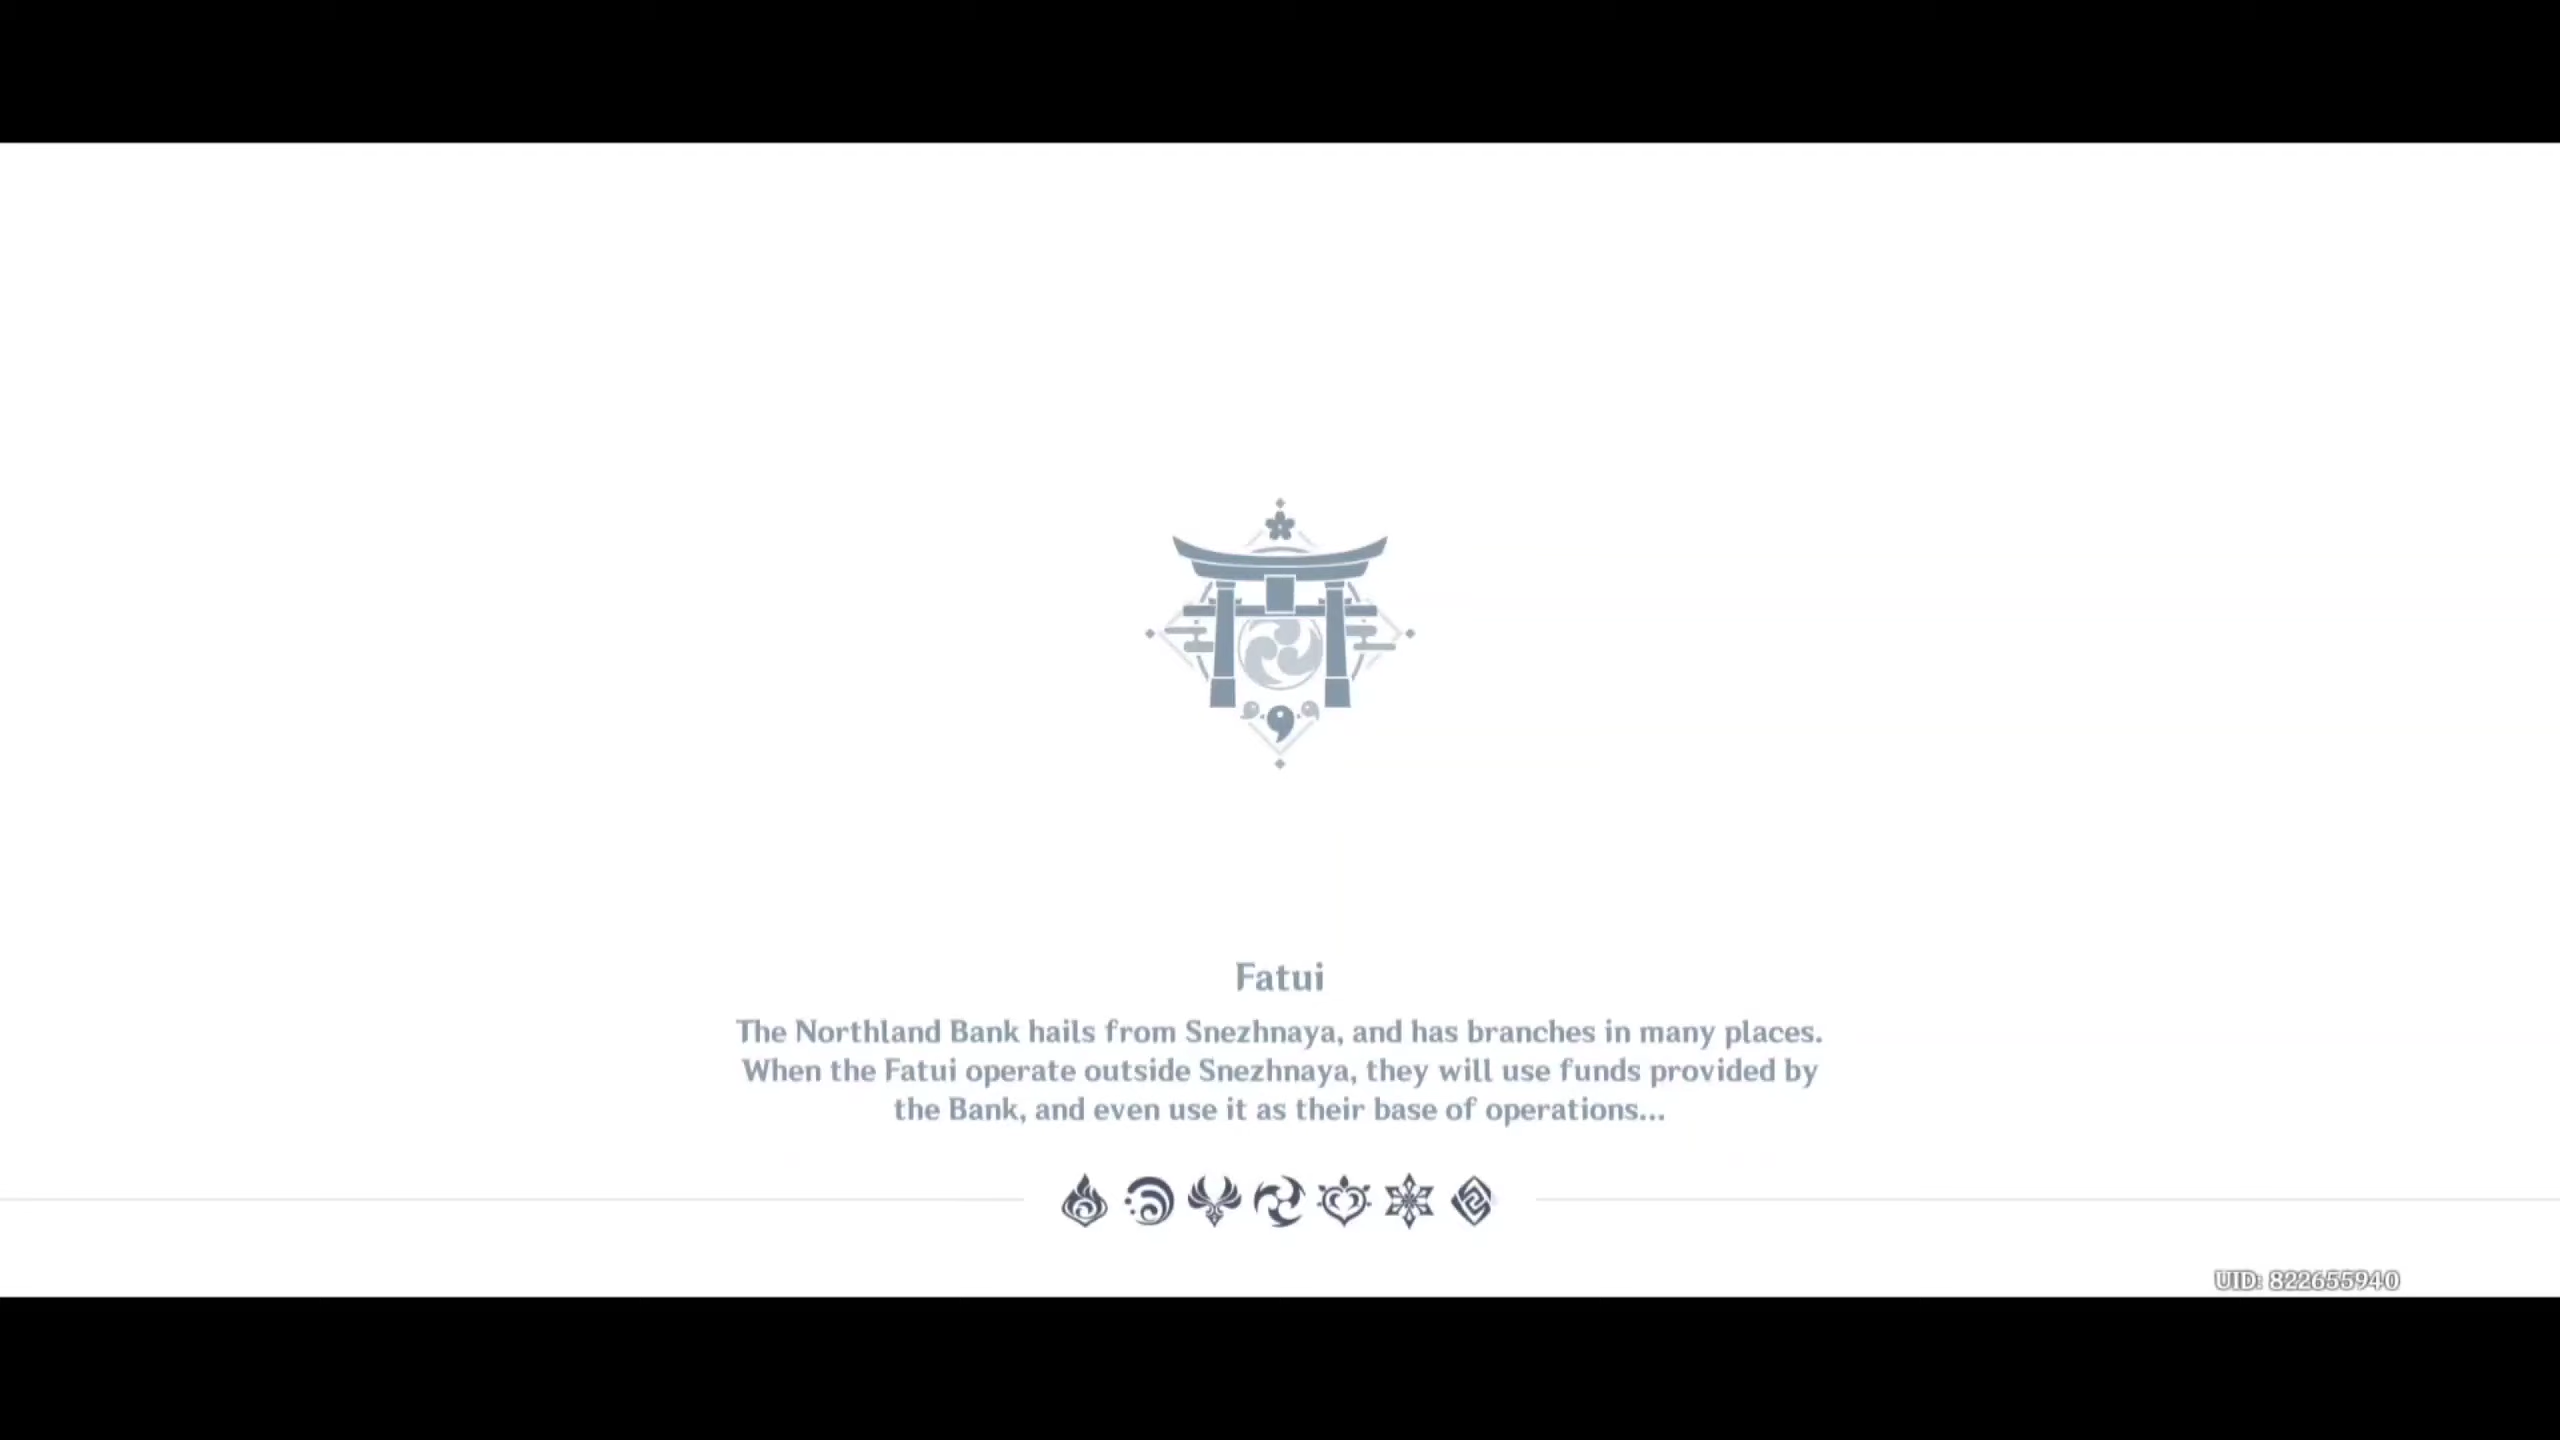 Fatui
The Northland Bank hails from Snezhnaya, and has branches in many places.
When the Fatui operate outside Snezhnaya, they will use funds provided by
the Bank, and even use it as their base of operations...
UID: 822655940